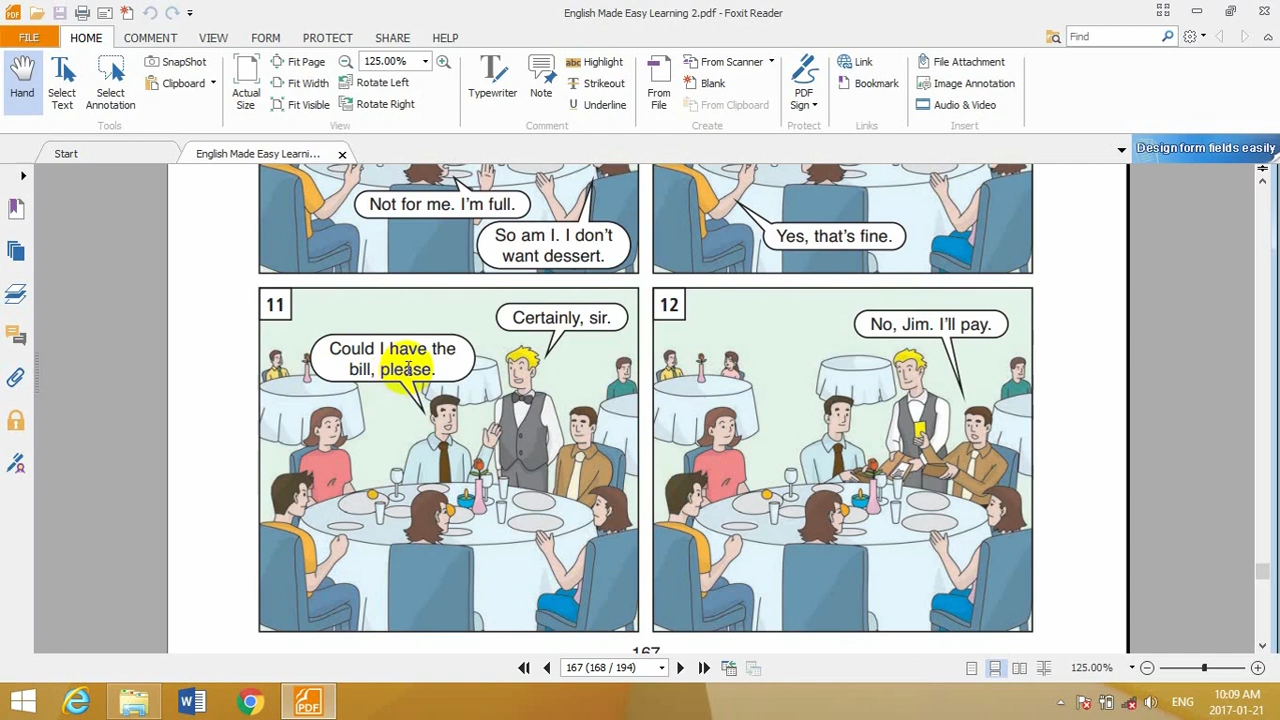 English Made Easy Learning 2.pdf - Foxit Reader
FILE
HOME
COMMENT
VIEW
FORM
PROTECT
SHARE
HELP
Find
Hand
Select
Text
Select
Annotation
SnapShot
Clipboard
Tools
Actual
Size
Fit Page
Fit Width
Fit Visible
125.00%
Rotate Left
Rotate Right
View
Typewriter
Note
Highlight
Strikeout
Underline
Comment
From
File
From Scanner
Blank
From Clipboard
Create
PDF
Sign
Protect
Link
Bookmark
Links
File Attachment
Image Annotation
Audio & Video
Insert
Start
English Made Easy Learni...
Design form fields easily
Not for me. I'm full.
So am I. I don't
want dessert.
Yes, that's fine.
11
Could I have the
bill, please.
Certainly, sir.
12
No, Jim. I'll pay.
167
167 (168 / 194)
125.00%
PDF
ENG
10:09 AM
2017-01-21